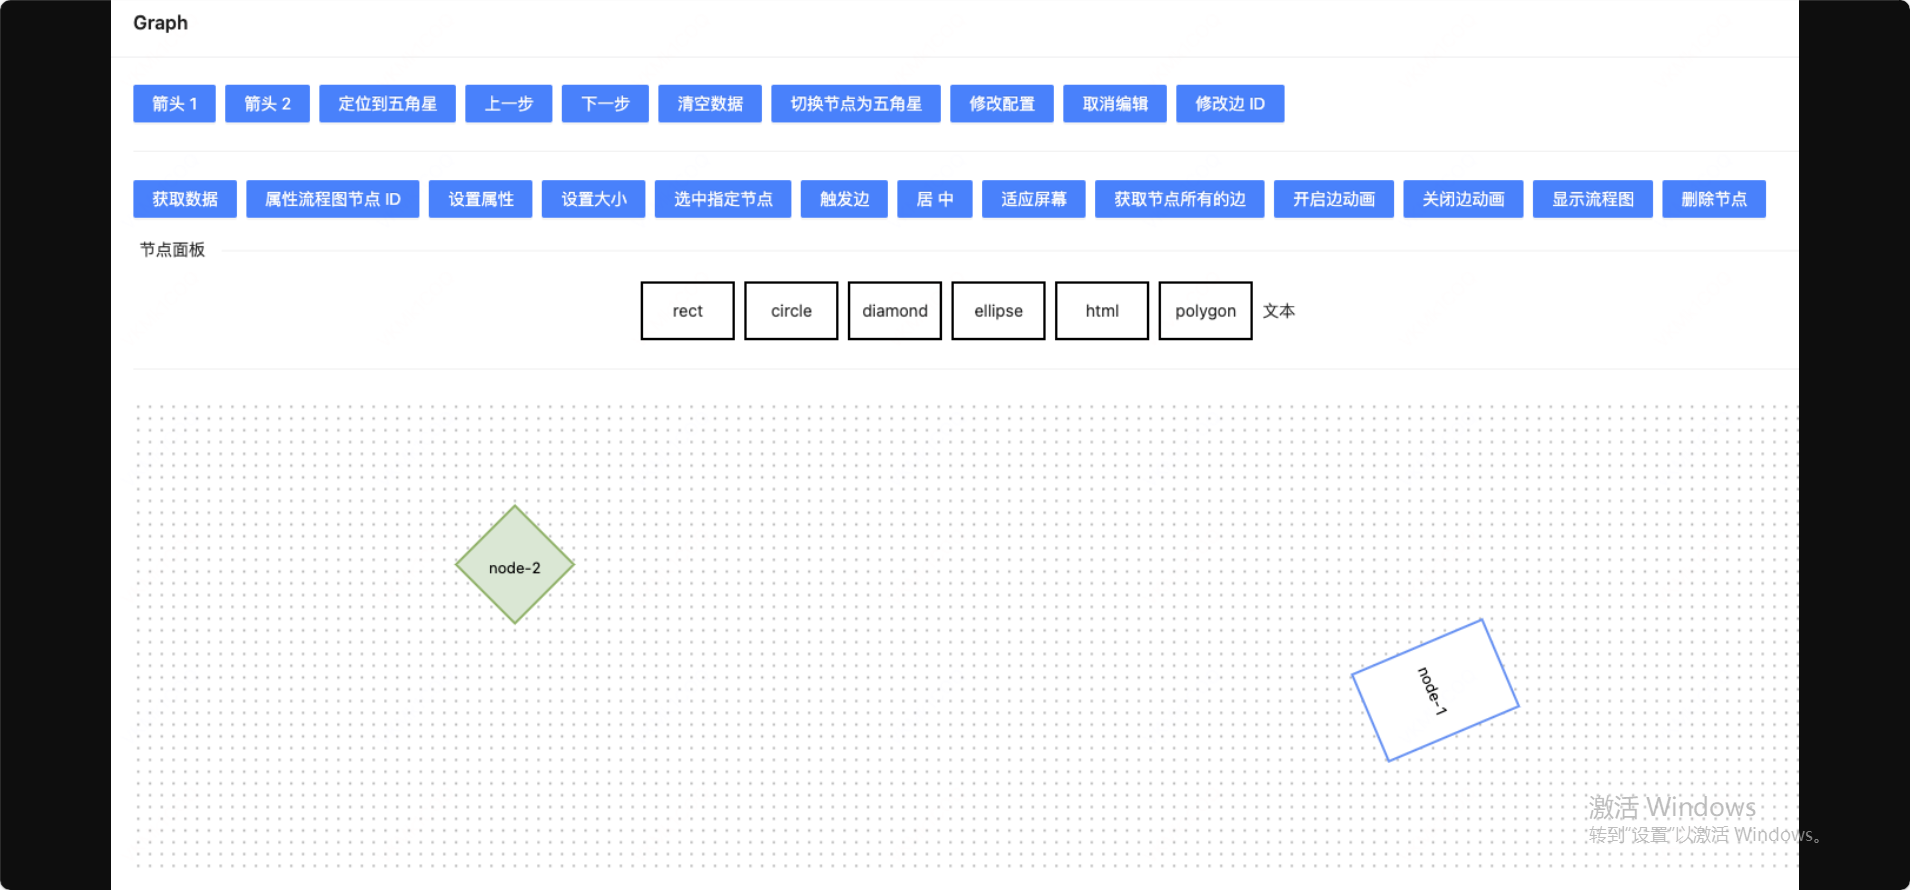 Graph
箭头 1 箭头 2 定位到五角星 上一步 下一步 清空数据 切换节点为五角星 修改配置 取消编辑 修改边 ID
获取数据 属性流程图节点 ID 设置属性 设置大小 选中指定节点 触发边 居 中 适应屏幕 获取节点所有的边 开启边动画 关闭边动画 显示流程图 删除节点
节点面板
rect circle diamond ellipse html polygon 文本
node-2
node-1
激活 Windows
转到"设置"以激活 Windows。